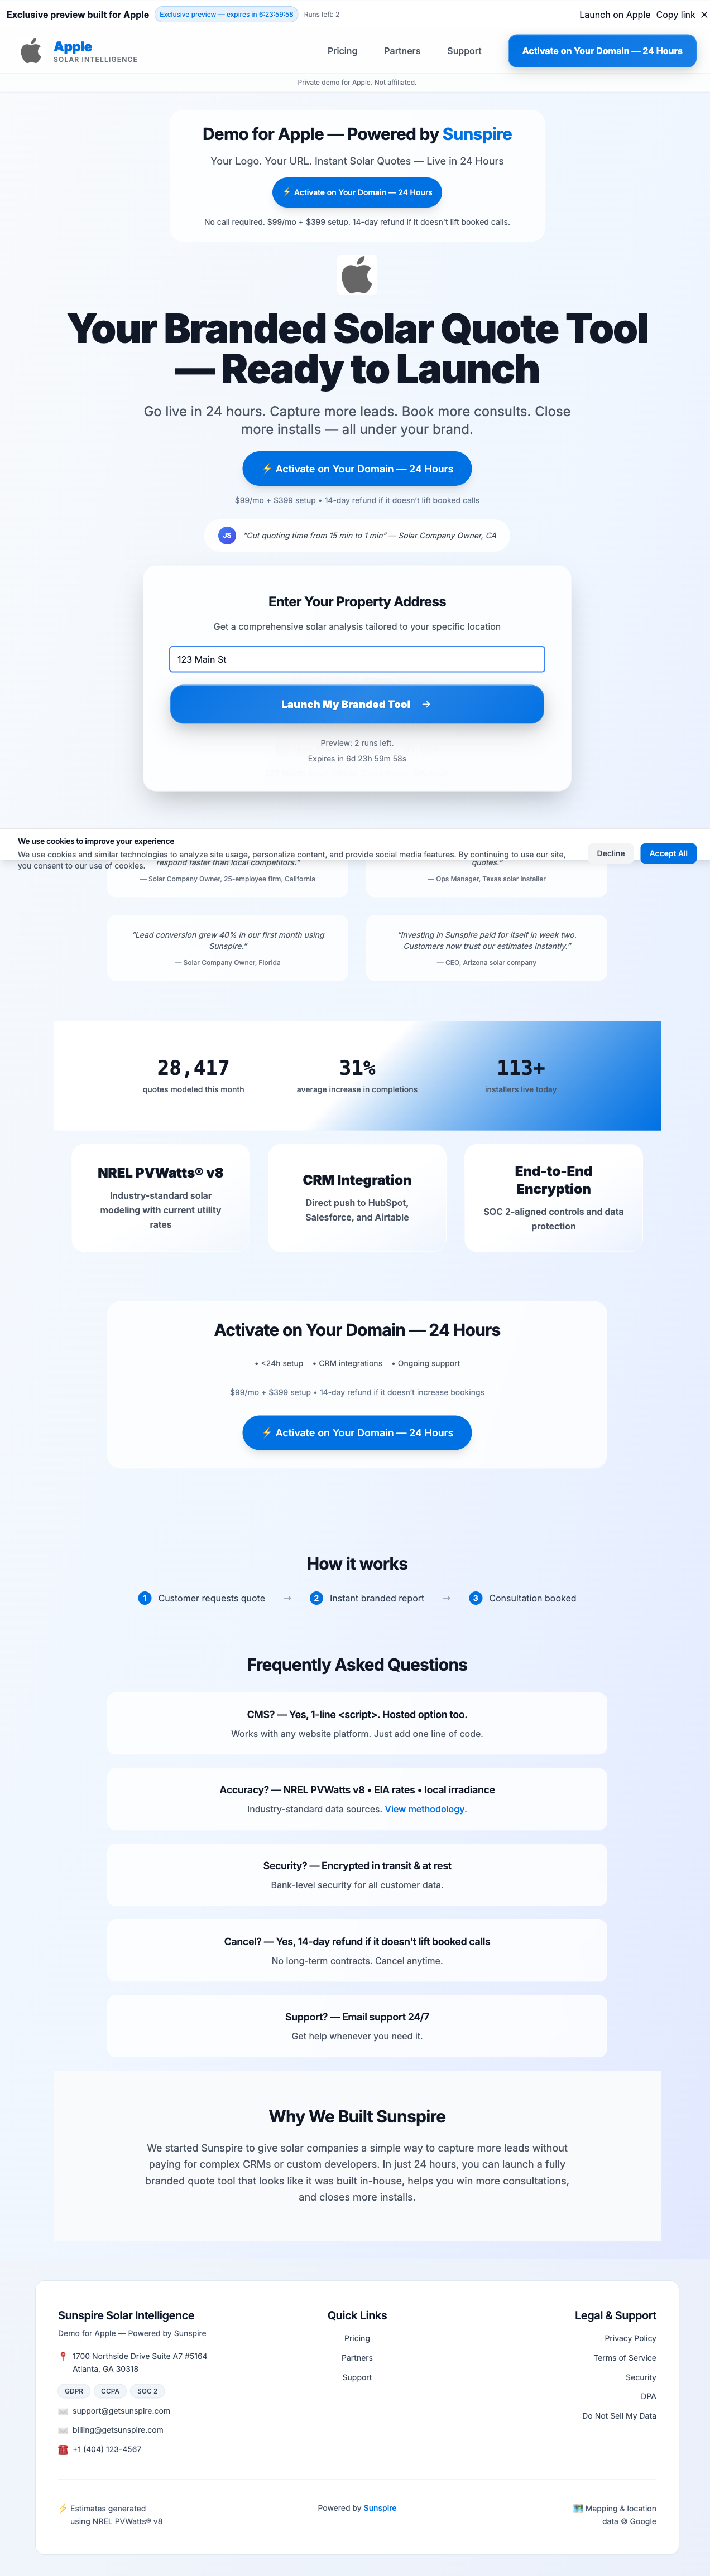 Exclusive preview built for Apple
Exclusive preview — expires in 6:23:59:58
Runs left: 2
Launch on Apple
Copy link
×
Apple
SOLAR INTELLIGENCE
Pricing
Partners
Support
Activate on Your Domain — 24 Hours
Private demo for Apple. Not affiliated.
Demo for Apple — Powered by Sunspire
Your Logo. Your URL. Instant Solar Quotes — Live in 24 Hours
⚡ Activate on Your Domain — 24 Hours
No call required. $99/mo + $399 setup. 14-day refund if it doesn't lift booked calls.
Your Branded Solar Quote Tool
— Ready to Launch
Go live in 24 hours. Capture more leads. Book more consults. Close
more installs — all under your brand.
⚡ Activate on Your Domain — 24 Hours
$99/mo + $399 setup • 14-day refund if it doesn't lift booked calls
JS
"Cut quoting time from 15 min to 1 min" — Solar Company Owner, CA
Enter Your Property Address
Get a comprehensive solar analysis tailored to your specific location
123 Main St
Launch My Branded Tool →
Preview: 2 runs left.
Expires in 6d 23h 59m 58s
We use cookies to improve your experience
We use cookies and similar technologies to analyze site usage, personalize content, and provide social media features. By continuing to use our site,
you consent to our use of cookies.
Decline
Accept All
respond faster than local competitors."
— Solar Company Owner, 25-employee firm, California
quotes."
— Ops Manager, Texas solar installer
"Lead conversion grew 40% in our first month using
Sunspire."
— Solar Company Owner, Florida
"Investing in Sunspire paid for itself in week two.
Customers now trust our estimates instantly."
— CEO, Arizona solar company
28,417
quotes modeled this month
31%
average increase in completions
113+
installers live today
NREL PVWatts® v8
Industry-standard solar
modeling with current utility
rates
CRM Integration
Direct push to HubSpot,
Salesforce, and Airtable
End-to-End
Encryption
SOC 2-aligned controls and data
protection
Activate on Your Domain — 24 Hours
• <24h setup • CRM integrations • Ongoing support
$99/mo + $399 setup • 14-day refund if it doesn't increase bookings
⚡ Activate on Your Domain — 24 Hours
How it works
1 Customer requests quote → 2 Instant branded report → 3 Consultation booked
Frequently Asked Questions
CMS? — Yes, 1-line <script>. Hosted option too.
Works with any website platform. Just add one line of code.
Accuracy? — NREL PVWatts v8 • EIA rates • local irradiance
Industry-standard data sources. View methodology.
Security? — Encrypted in transit & at rest
Bank-level security for all customer data.
Cancel? — Yes, 14-day refund if it doesn't lift booked calls
No long-term contracts. Cancel anytime.
Support? — Email support 24/7
Get help whenever you need it.
Why We Built Sunspire
We started Sunspire to give solar companies a simple way to capture more leads without
paying for complex CRMs or custom developers. In just 24 hours, you can launch a fully
branded quote tool that looks like it was built in-house, helps you win more consultations,
and closes more installs.
Sunspire Solar Intelligence
Demo for Apple — Powered by Sunspire
📍 1700 Northside Drive Suite A7 #5164
Atlanta, GA 30318
GDPR
CCPA
SOC 2
support@getsunspire.com
billing@getsunspire.com
+1 (404) 123-4567
Quick Links
Pricing
Partners
Support
Legal & Support
Privacy Policy
Terms of Service
Security
DPA
Do Not Sell My Data
⚡ Estimates generated
using NREL PVWatts® v8
Powered by Sunspire
🗺️ Mapping & location
data © Google